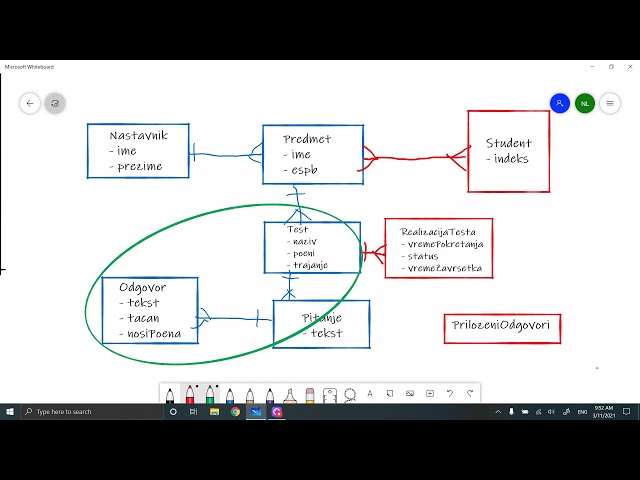 Microsoft Whiteboard
NL
Nastavnik
- ime
- prezime
Predmet
- ime
- espb
Student
- indeks
Test
- naziv
- poeni
- trajanje
RealizacijaTesta
- vremePokretanja
- status
- vremeZavrsetka
Odgovor
- tekst
- tacan
- nosiPoena
Pitanje
- tekst
PrilozeniOdgovori
Type here to search
ENG
9:52 AM
3/11/2021